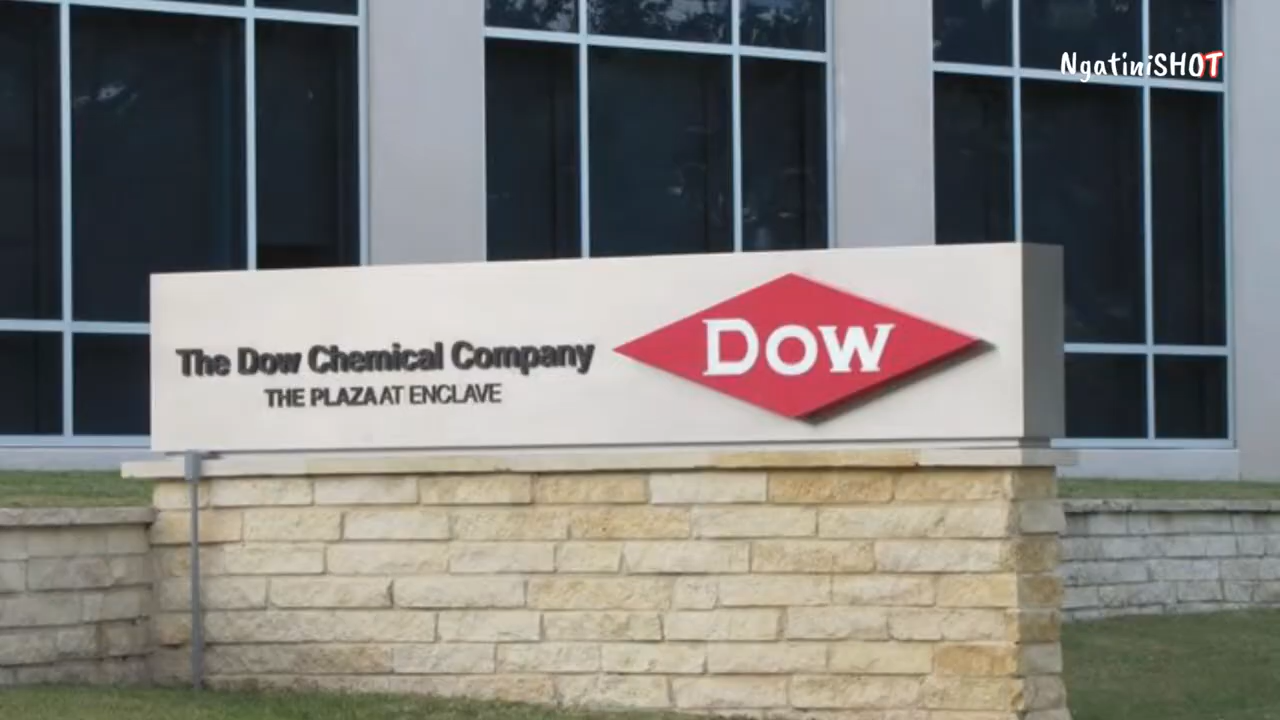 NgatiniSHOT
The Dow Chemical Company
THE PLAZA AT ENCLAVE
Dow